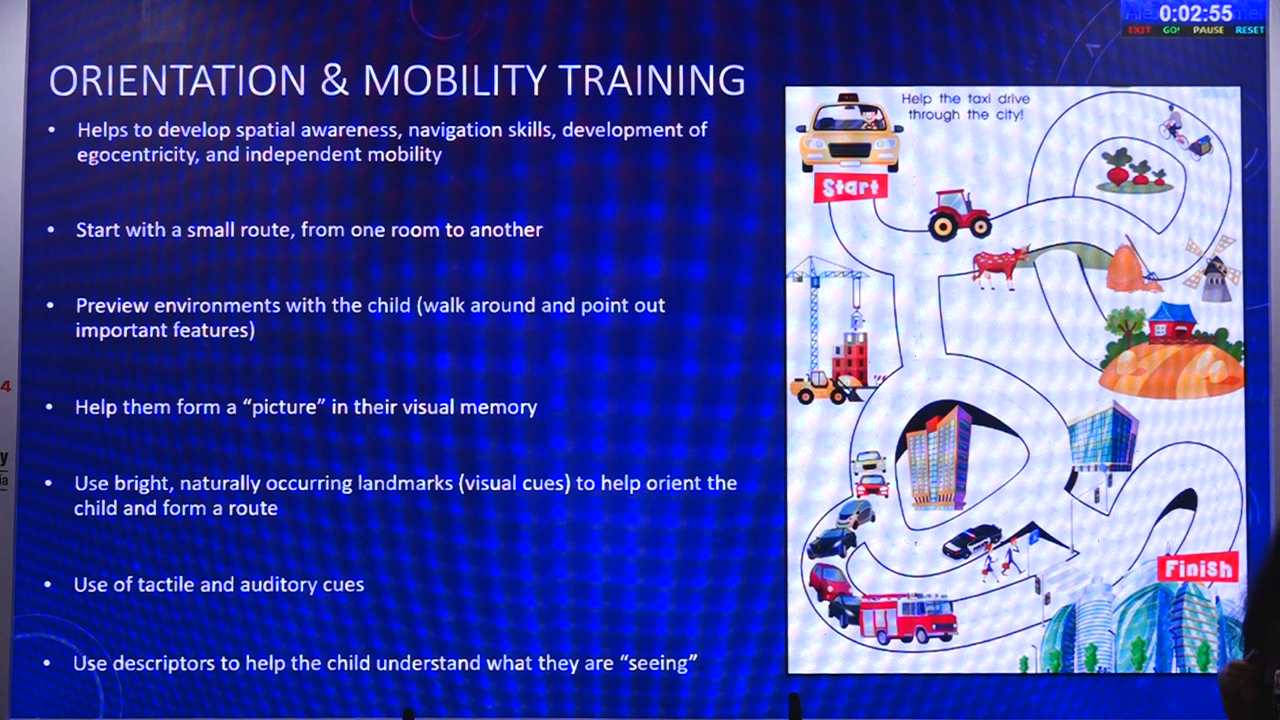 0:02:55
EXIT GO! PAUSE RESET
ORIENTATION & MOBILITY TRAINING
• Helps to develop spatial awareness, navigation skills, development of
egocentricity, and independent mobility
• Start with a small route, from one room to another
• Preview environments with the child (walk around and point out
important features)
• Help them form a “picture” in their visual memory
• Use bright, naturally occurring landmarks (visual cues) to help orient the
child and form a route
• Use of tactile and auditory cues
• Use descriptors to help the child understand what they are “seeing”
TAXI
Help the taxi drive
through the city!
Start
Finish
4
y